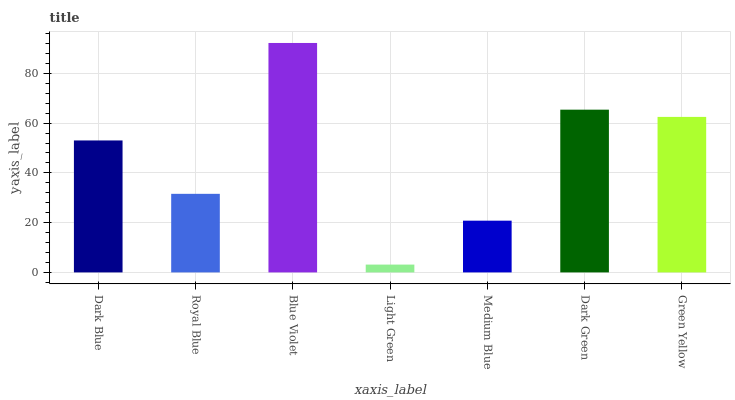 title
yaxis_label
80
60
40
20
0
Dark Blue
Royal Blue
Blue Violet
Light Green
Medium Blue
Dark Green
Green Yellow
xaxis_label